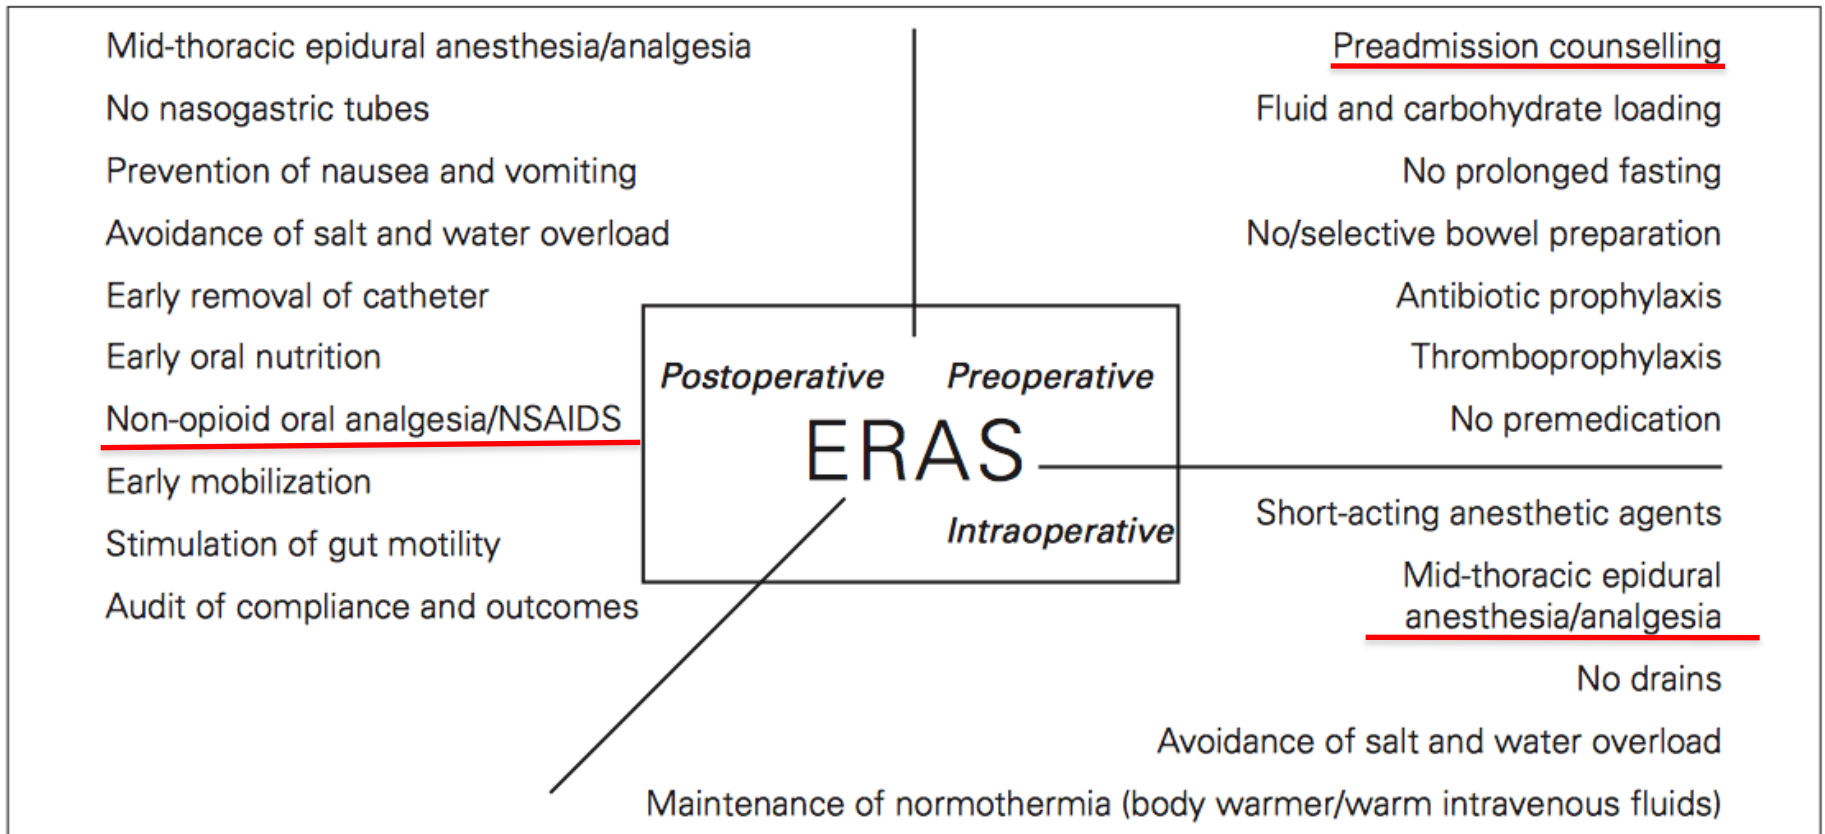 Mid-thoracic epidural anesthesia/analgesia
No nasogastric tubes
Prevention of nausea and vomiting
Avoidance of salt and water overload
Early removal of catheter
Early oral nutrition
Non-opioid oral analgesia/NSAIDS
Early mobilization
Stimulation of gut motility
Audit of compliance and outcomes
Postoperative
Preoperative
ERAS
Intraoperative
Preadmission counselling
Fluid and carbohydrate loading
No prolonged fasting
No/selective bowel preparation
Antibiotic prophylaxis
Thromboprophylaxis
No premedication
Short-acting anesthetic agents
Mid-thoracic epidural
anesthesia/analgesia
No drains
Avoidance of salt and water overload
Maintenance of normothermia (body warmer/warm intravenous fluids)